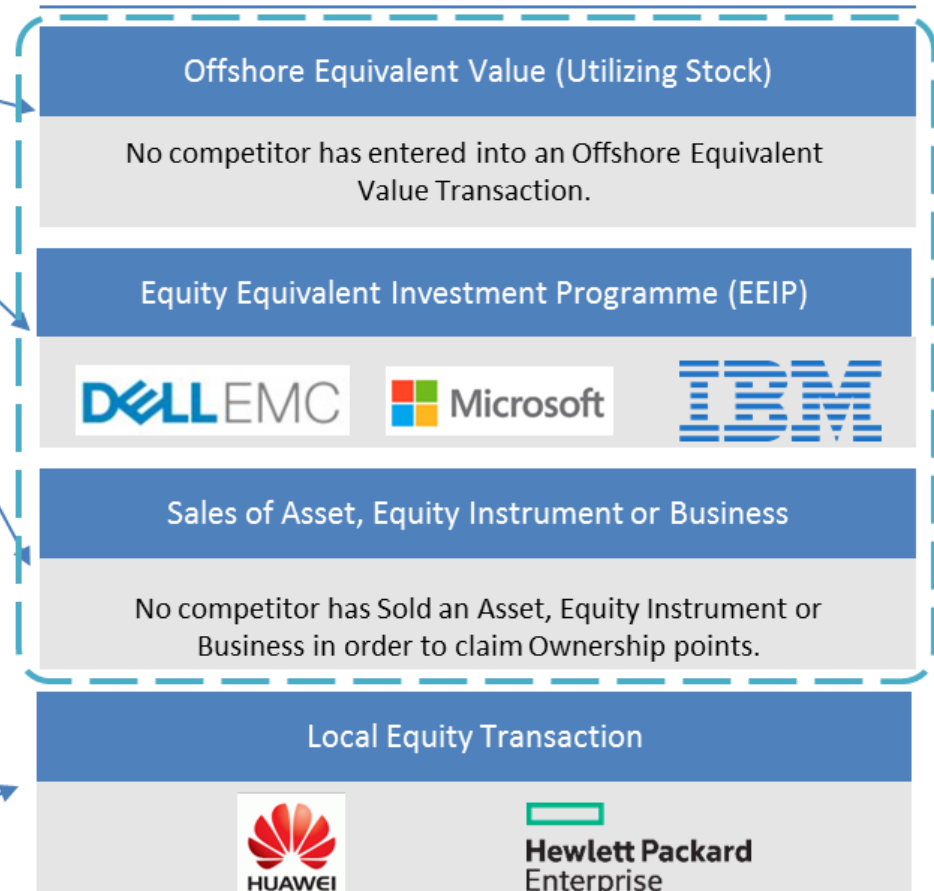 Offshore Equivalent Value (Utilizing Stock)
No competitor has entered into an Offshore Equivalent
Value Transaction.
Equity Equivalent Investment Programme (EEIP)
DELL EMC
Microsoft
IBM
Sales of Asset, Equity Instrument or Business
No competitor has Sold an Asset, Equity Instrument or
Business in order to claim Ownership points.
Local Equity Transaction
HUAWEI
Hewlett Packard
Enterprise